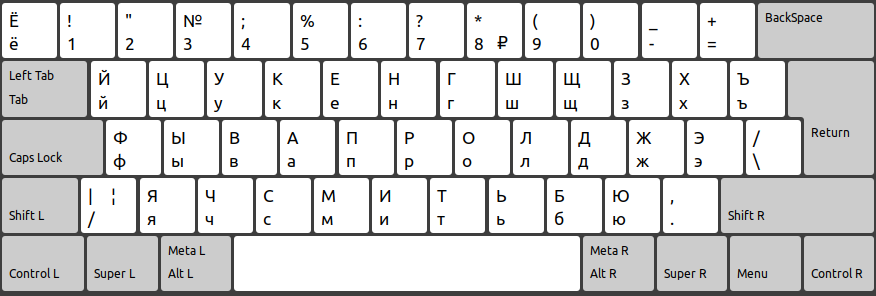 Ё ! " № ; % : ? * ( ) _ + BackSpace
ё 1 2 3 4 5 6 7 8 ₽ 9 0 - =
Left Tab Й Ц У К Е Н Г Ш Щ З Х Ъ
Tab й ц у к е н г ш щ з х ъ
Ф Ы В А П Р О Л Д Ж Э / Return
Caps Lock ф ы в а п р о л д ж э \
| ¦ Я Ч С М И Т Ь Б Ю ,
Shift L / я ч с м и т ь б ю . Shift R
Meta L Meta R
Control L Super L Alt L Alt R Super R Menu Control R